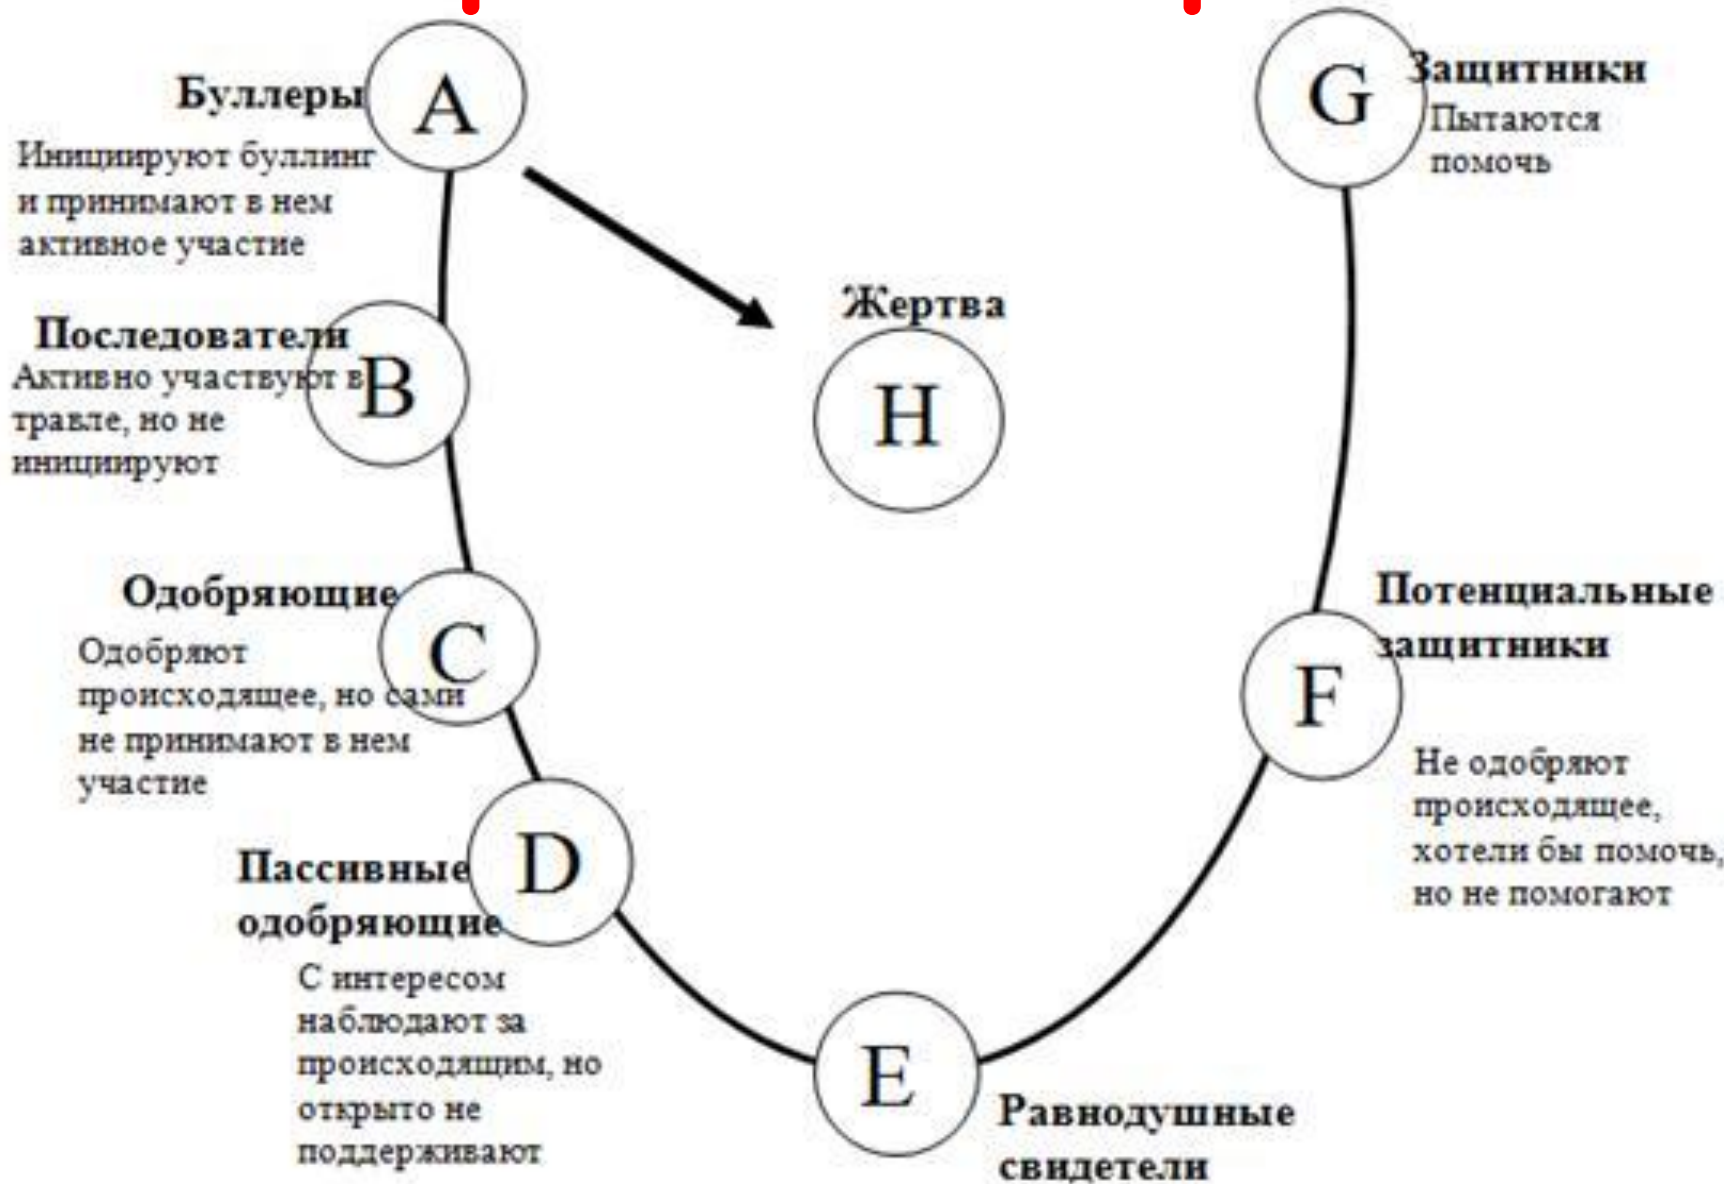 Буллеры
A
Инициируют буллинг
и принимают в нем
активное участие
Последователи
B
Активно участвуют в
травле, но не
инициируют
Одобряющие
C
Одобряют
происходящее, но сами
не принимают в нем
участие
Пассивные
одобряющие
D
С интересом
наблюдают за
происходящим, но
открыто не
поддерживают
E
Равнодушные
свидетели
Потенциальные
защитники
F
Не одобряют
происходящее,
хотели бы помочь,
но не помогают
G
Защитники
Пытаются
помочь
Жертва
H